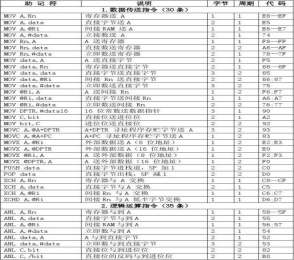 助 记 符 说明 字节 周期 代 码
1.数据传送指令（30 条）
MOV A,Rn 寄存器送 A 1 1 E8~EF
MOV A,data 直接字节送 A 2 1 E5
MOV A,@Ri 间接 RAM 送 A 1 1 E6~E7
MOV A,#data 立即数送 A 2 1 74
MOV Rn,A A 送寄存器 1 1 F8~FF
MOV Rn,data 直接数送寄存器 2 2 A8~AF
MOV Rn,#data 立即数送寄存器 2 1 78~7F
MOV data,A A 送直接字节 2 1 F5
MOV data,Rn 寄存器送直接字节 2 2 88~8F
MOV data,data 直接字节送直接字节 3 2 85
MOV data,@Ri 间接 Rn 送直接字节 2 2 86.87
MOV data,#data 立即数送直接字节 3 2 75
MOV @Ri,A A 送间接 Rn 1 2 F6.F7
MOV @Ri,data 直接字节送间接 Rn 1 1 A6.A7
MOV @Ri,#data 立即数送间接 Rn 2 2 76.77
MOV DPTR,#data16 16 位常数送数据指针 3 1 90
MOV C,bit 直接位送进位位 2 1 A2
MOV bit,C 进位位送直接位 2 2 92
MOVC A,@A+DPTR A+DPTR 寻址程序存贮字节送 A 3 2 93
MOVC A,@A+PC A+PC 寻址程序存贮字节送 A 1 2 83
MOVX A,@Ri 外部数据送 A（8 位地址） 1 2 E2.E3
MOVX A,@DPTR 外部数据送 A（16 位地址） 1 2 E0
MOVX @Ri,A A 送外部数据（8 位地址） 1 2 F2.F3
MOVX @DPTR,A A 送外部数据（16 位地址） 1 2 F0
PUSH data 直接字节进栈, SP 加 1 2 2 C0
POP data 直接字节出栈, SP 减 1 2 2 D0
XCH A,Rn 寄存器与 A 交换 1 1 C8~CF
XCH A,data 直接字节与 A 交换 2 1 C5
XCH A,@Ri 间接 Rn 与 A 交换 1 1 C6.C7
XCHD A,@Ri 间接 Rn 与 A 低半字节交换 1 1 D6.D7
2.逻辑运算指令（35 条）
ANL A,Rn 寄存器与到 A 1 1 58~5F
ANL A,data 直接字节与到 A 2 1 55
ANL A,@Ri 间接 RAM 与到 A 1 1 56.57
ANL A,#data 立即数与到 A 2 1 54
ANL data,A A 与到直接字节 2 1 52
ANL data,#data 立即数与到直接字节 3 2 53
ANL C,bit 直接位与到进位位 2 2 82
ANL C,/bit 直接位的反码与到进位位 2 2 B0